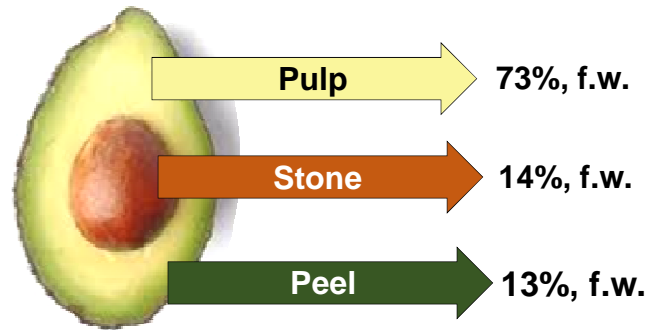 Pulp 73%, f.w.
Stone 14%, f.w.
Peel 13%, f.w.